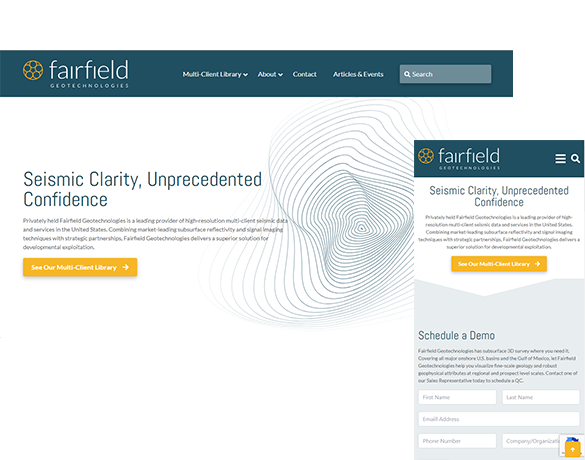 fairfield
GEOTECHNOLOGIES
Multi-Client Library About Contact Articles & Events Search
Seismic Clarity, Unprecedented
Confidence
Privately held Fairfield Geotechnologies is a leading provider of high-resolution multi-client seismic data
and services in the United States. Combining market-leading subsurface reflectivity and signal imaging
techniques with strategic partnerships, Fairfield Geotechnologies delivers a superior solution for
developmental exploitation.
See Our Multi-Client Library
fairfield
GEOTECHNOLOGIES
Seismic Clarity, Unprecedented
Confidence
Privately held Fairfield Geotechnologies is a leading provider of high-
resolution multi-client seismic data and services in the United States.
Combining market-leading subsurface reflectivity and signal imaging
techniques with strategic partnerships, Fairfield Geotechnologies delivers a
superior solution for developmental exploitation.
See Our Multi-Client Library
Schedule a Demo
Fairfield Geotechnologies has subsurface 3D survey where you need it.
Covering all major onshore U.S. basins and the Gulf of Mexico, let Fairfield
Geotechnologies help you visualize fine-scale geology and robust
geophysical attributes at regional and prospect level scales. Contact one of
our Sales Representative today to schedule a QC.
First Name Last Name
Emaill Address
Phone Number Company/Organiza